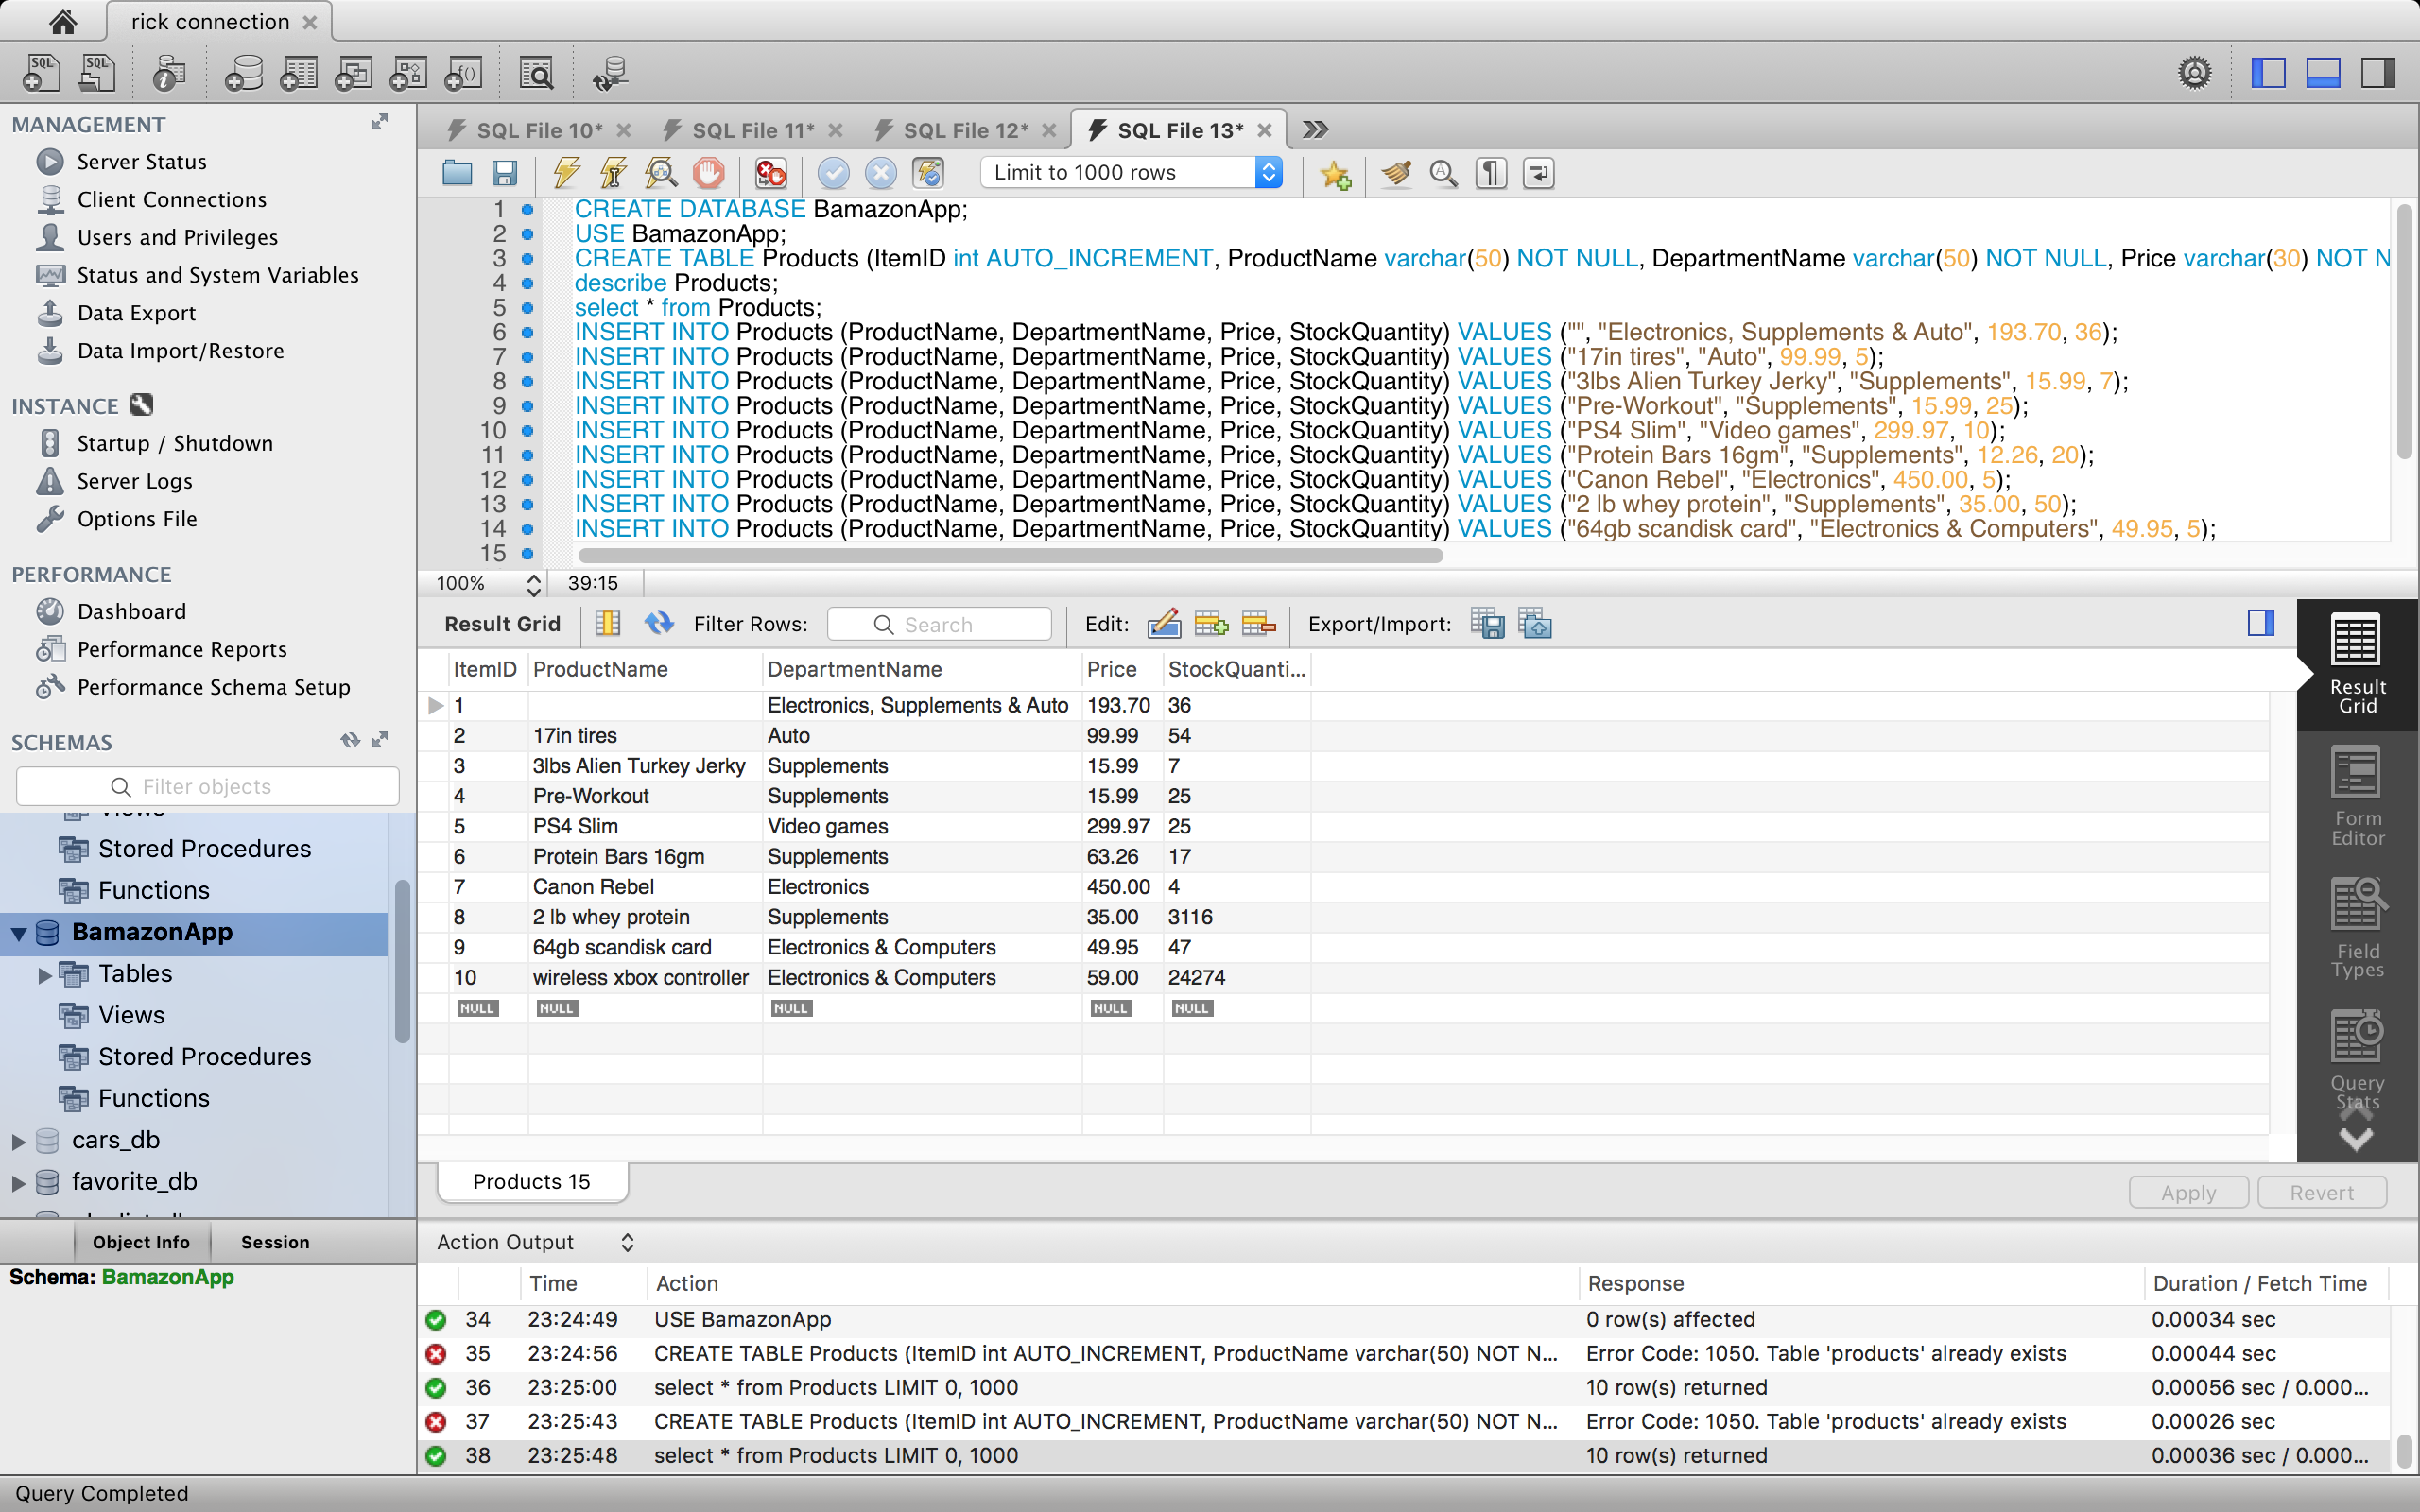 rick connection
MANAGEMENT
Server Status
Client Connections
Users and Privileges
Status and System Variables
Data Export
Data Import/Restore
INSTANCE
Startup / Shutdown
Server Logs
Options File
PERFORMANCE
Dashboard
Performance Reports
Performance Schema Setup
SCHEMAS
Filter objects
Views
Stored Procedures
Functions
BamazonApp
Tables
Views
Stored Procedures
Functions
cars_db
favorite_db
Object Info Session
Schema: BamazonApp
SQL File 10* SQL File 11* SQL File 12* SQL File 13*
Limit to 1000 rows
1 CREATE DATABASE BamazonApp;
2 USE BamazonApp;
3 CREATE TABLE Products (ItemID int AUTO_INCREMENT, ProductName varchar(50) NOT NULL, DepartmentName varchar(50) NOT NULL, Price varchar(30) NOT N
4 describe Products;
5 select * from Products;
6 INSERT INTO Products (ProductName, DepartmentName, Price, StockQuantity) VALUES ("", "Electronics, Supplements & Auto", 193.70, 36);
7 INSERT INTO Products (ProductName, DepartmentName, Price, StockQuantity) VALUES ("17in tires", "Auto", 99.99, 5);
8 INSERT INTO Products (ProductName, DepartmentName, Price, StockQuantity) VALUES ("3lbs Alien Turkey Jerky", "Supplements", 15.99, 7);
9 INSERT INTO Products (ProductName, DepartmentName, Price, StockQuantity) VALUES ("Pre-Workout", "Supplements", 15.99, 25);
10 INSERT INTO Products (ProductName, DepartmentName, Price, StockQuantity) VALUES ("PS4 Slim", "Video games", 299.97, 10);
11 INSERT INTO Products (ProductName, DepartmentName, Price, StockQuantity) VALUES ("Protein Bars 16gm", "Supplements", 12.26, 20);
12 INSERT INTO Products (ProductName, DepartmentName, Price, StockQuantity) VALUES ("Canon Rebel", "Electronics", 450.00, 5);
13 INSERT INTO Products (ProductName, DepartmentName, Price, StockQuantity) VALUES ("2 lb whey protein", "Supplements", 35.00, 50);
14 INSERT INTO Products (ProductName, DepartmentName, Price, StockQuantity) VALUES ("64gb scandisk card", "Electronics & Computers", 49.95, 5);
15
100% 39:15
Result Grid Filter Rows: Search Edit: Export/Import:
ItemID ProductName DepartmentName Price StockQuanti...
1 Electronics, Supplements & Auto 193.70 36
2 17in tires Auto 99.99 54
3 3lbs Alien Turkey Jerky Supplements 15.99 7
4 Pre-Workout Supplements 15.99 25
5 PS4 Slim Video games 299.97 25
6 Protein Bars 16gm Supplements 63.26 17
7 Canon Rebel Electronics 450.00 4
8 2 lb whey protein Supplements 35.00 3116
9 64gb scandisk card Electronics & Computers 49.95 47
10 wireless xbox controller Electronics & Computers 59.00 24274
NULL NULL NULL NULL NULL
Result
Grid
Form
Editor
Field
Types
Query
Stats
Products 15
Apply Revert
Action Output
Time Action Response Duration / Fetch Time
34 23:24:49 USE BamazonApp 0 row(s) affected 0.00034 sec
35 23:24:56 CREATE TABLE Products (ItemID int AUTO_INCREMENT, ProductName varchar(50) NOT N... Error Code: 1050. Table 'products' already exists 0.00044 sec
36 23:25:00 select * from Products LIMIT 0, 1000 10 row(s) returned 0.00056 sec / 0.000...
37 23:25:43 CREATE TABLE Products (ItemID int AUTO_INCREMENT, ProductName varchar(50) NOT N... Error Code: 1050. Table 'products' already exists 0.00026 sec
38 23:25:48 select * from Products LIMIT 0, 1000 10 row(s) returned 0.00036 sec / 0.000...
Query Completed